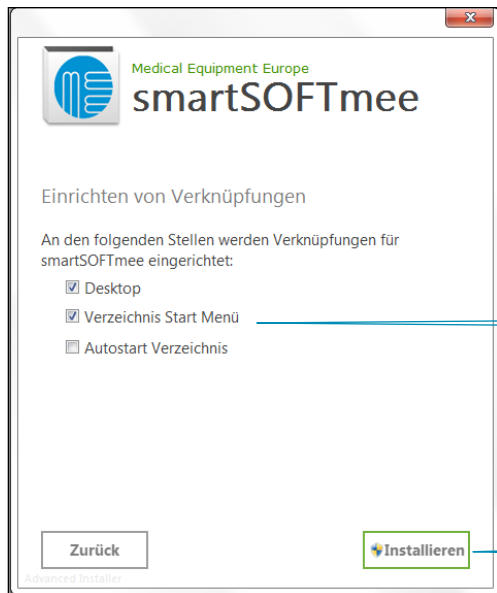 Medical Equipment Europe
smartSOFTmee
Einrichten von Verknüpfungen
An den folgenden Stellen werden Verknüpfungen für
smartSOFTmee eingerichtet:
Desktop
Verzeichnis Start Menü
Autostart Verzeichnis
Zurück
Installieren
Advanced Installer